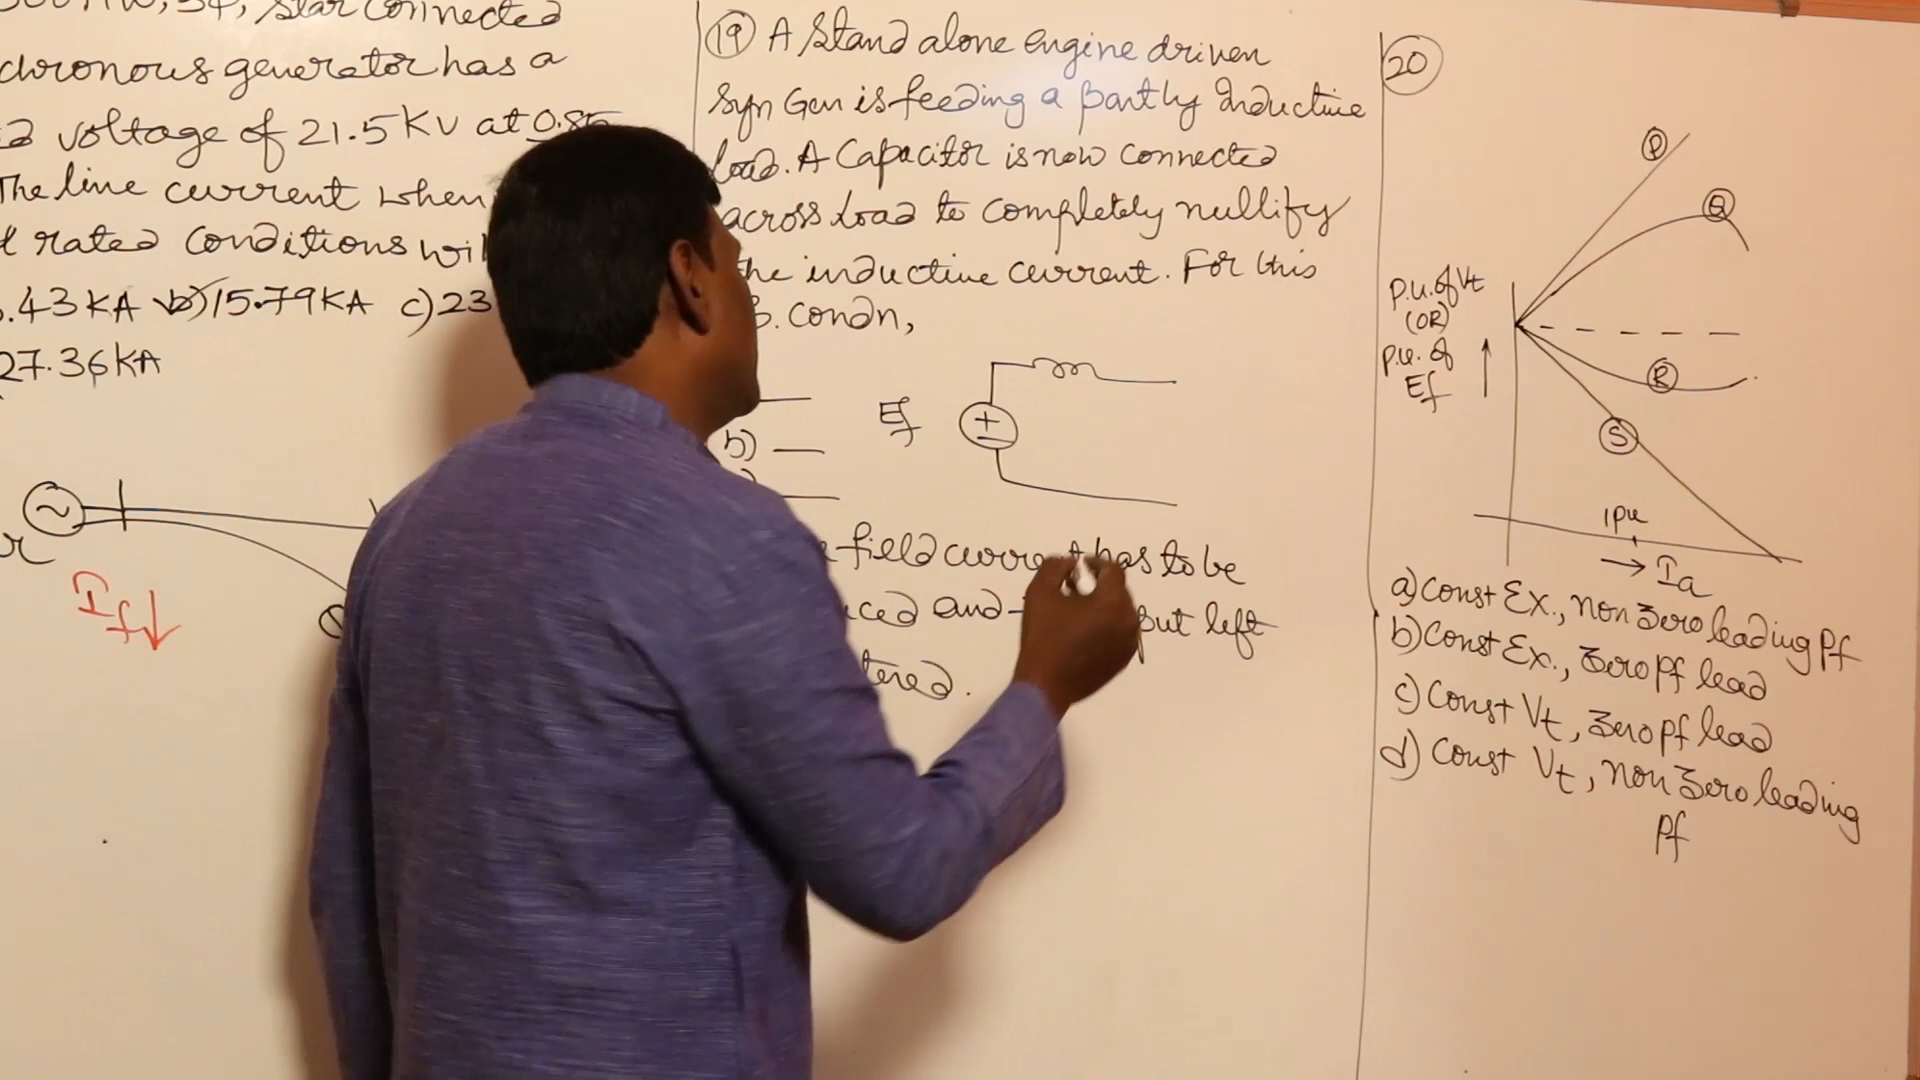 Star connected
chronous generator has a
voltage of 21.5 KV at 0.85
The line current when
rated conditions
.43 KA b) 15.79 KA c) 23
27.36 KA
If ↓
19 A Stand alone engine driven
Syn Gen is feeding a partly Inductive
load. A Capacitor is now connected
across Load to completely nullify
the inductive current. For this
condn,
Ef
+
b)
field current has to be
and put left
20
P
Q
p.u. of Vt
(OR)
p.u. of
Ef
R
S
1pu
→ Ia
a) Const Ex., non zero leading Pf
b) Const Ex., zero pf lead
c) Const Vt, zero pf lead
d) Const Vt, non zero leading
Pf